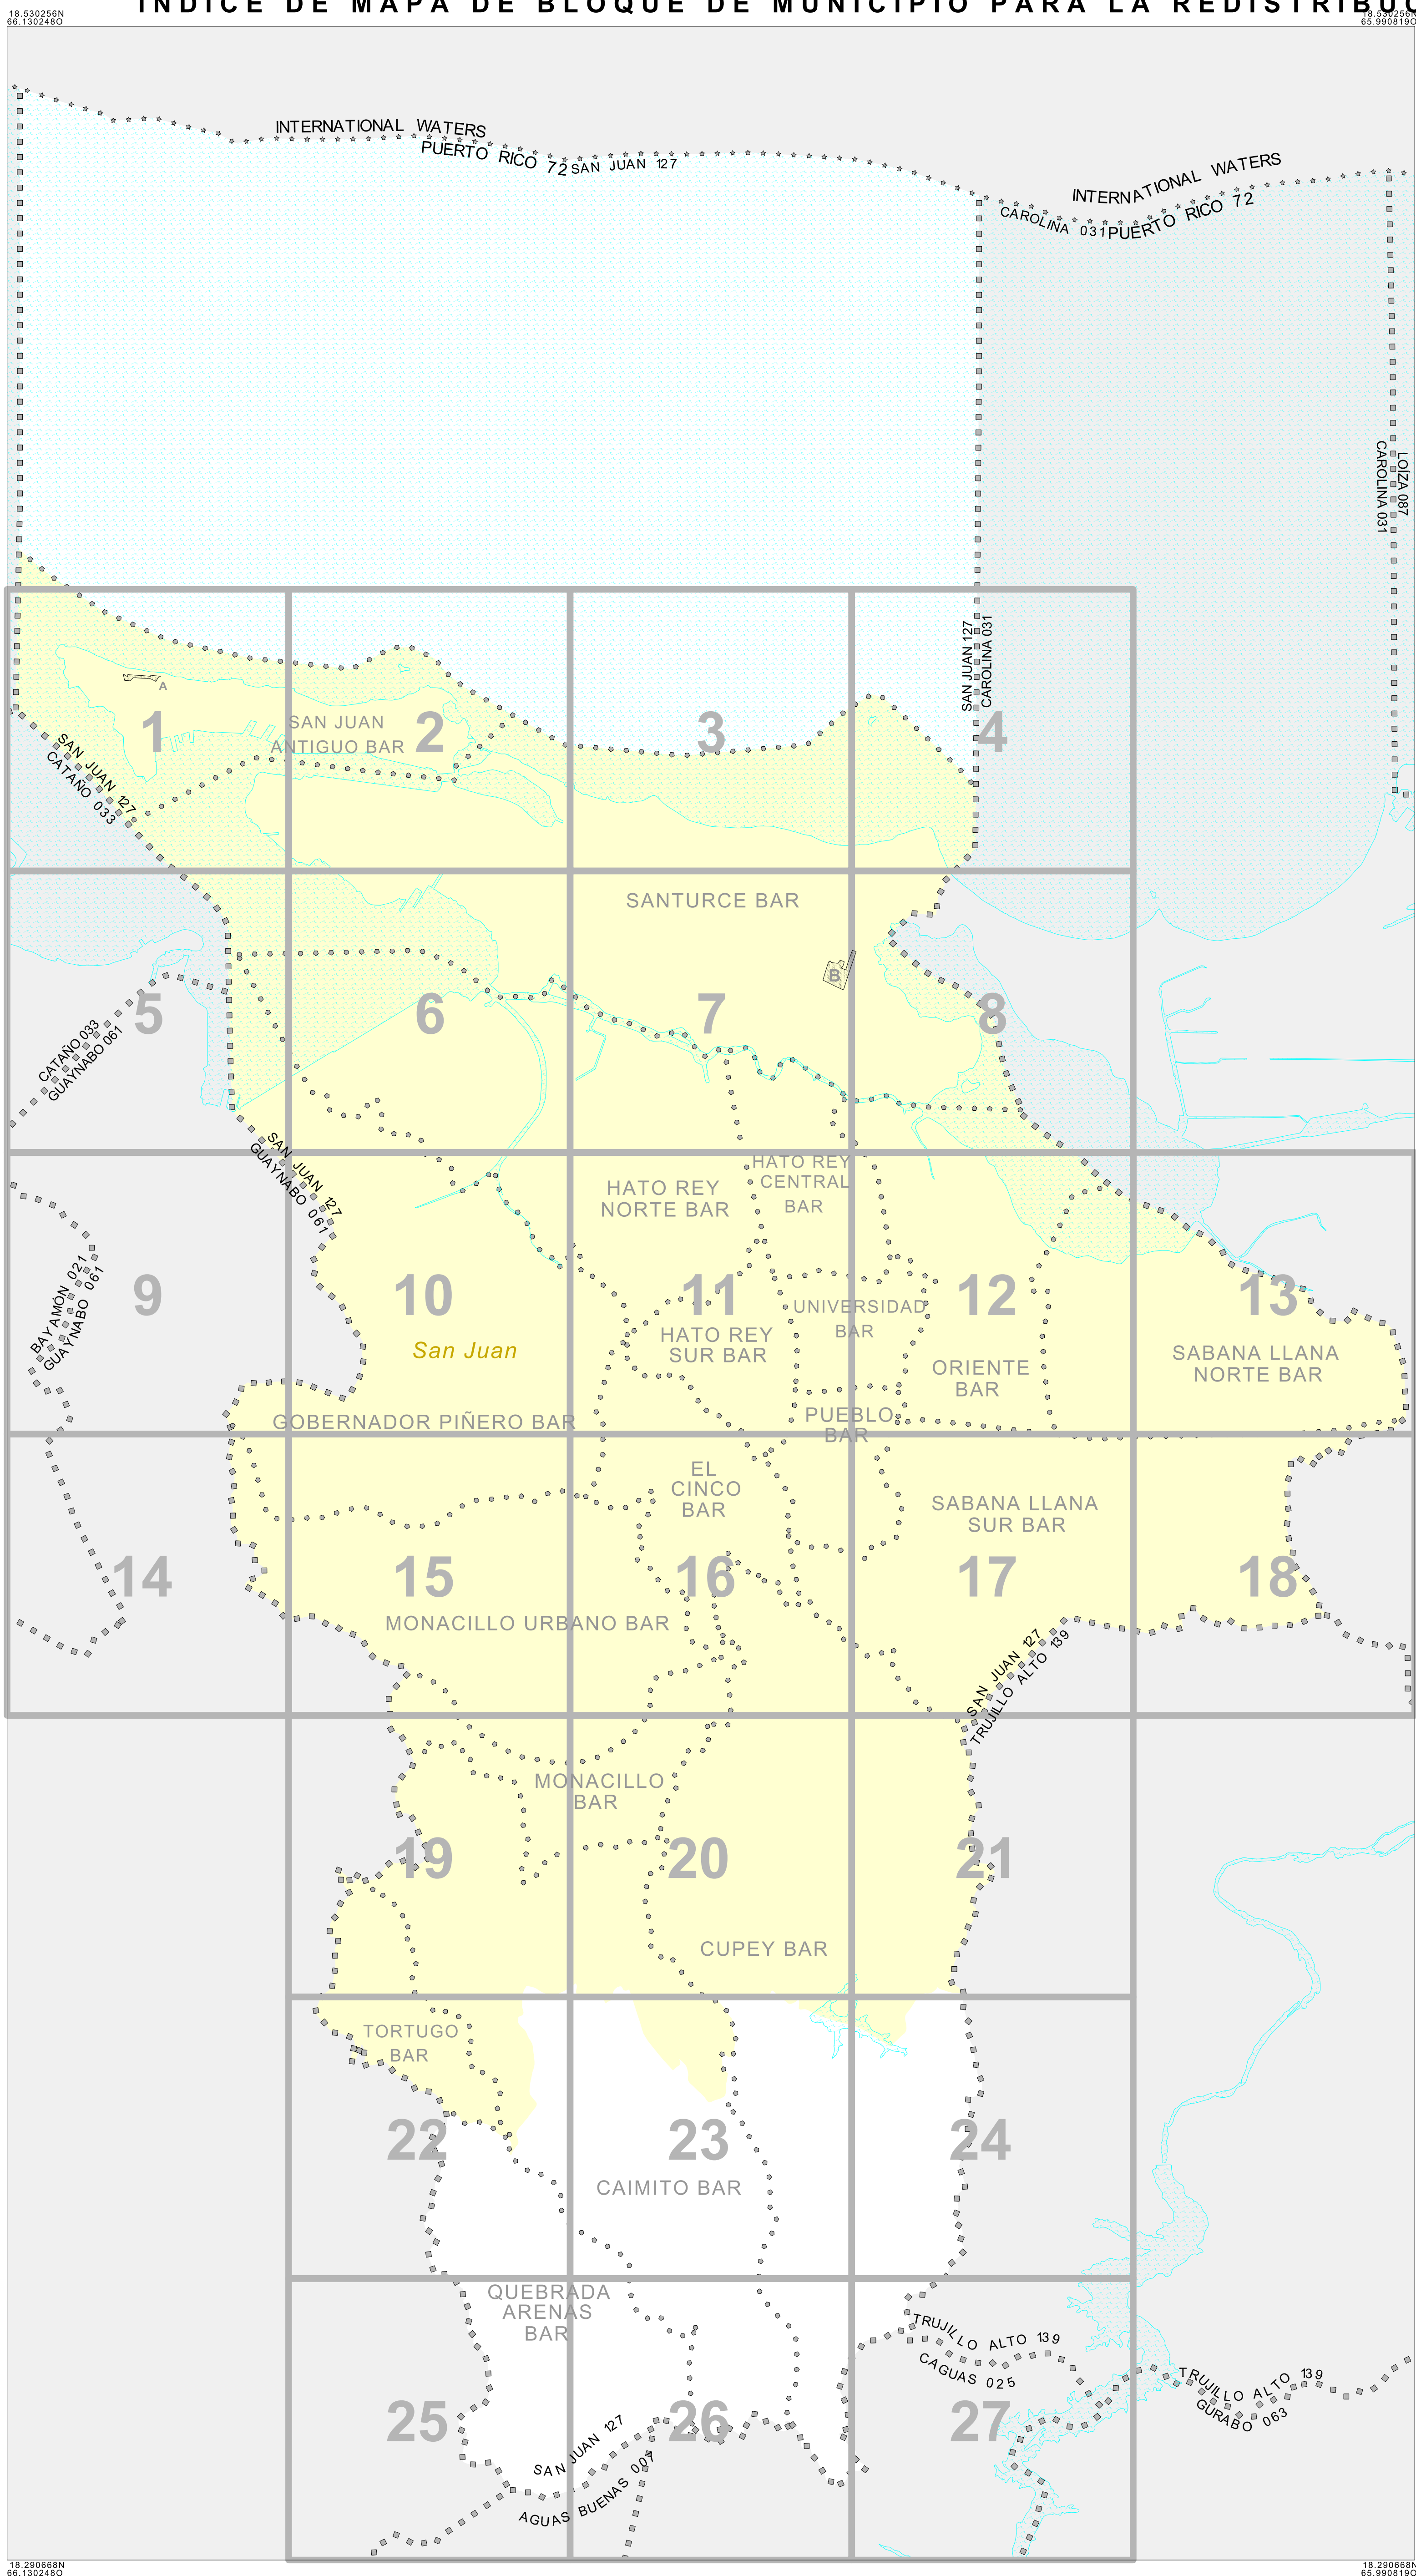 INDICE DE MAPA DE BLOQUE DE MUNICIPIO PARA LA
18.530256N
66.130248O
18.530256N
65.990819O
INTERNATIONAL WATERS
PUERTO RICO 72
SAN JUAN 127
INTERNATIONAL WATERS
CAROLINA 031
PUERTO RICO 72
CAROLINA 031
LOÍZA 087
SAN JUAN 127
CAROLINA 031
A
1
SAN JUAN
ANTIGUO BAR
2
3
4
SAN JUAN 127
CATAÑO 033
SANTURCE BAR
B
5
6
7
8
CATAÑO 033
GUAYNABO 061
SAN JUAN 127
GUAYNABO 061
HATO REY
CENTRAL
BAR
HATO REY
NORTE BAR
BAYAMÓN 021
GUAYNABO 061
9
10
11
12
13
UNIVERSIDAD
BAR
HATO REY
SUR BAR
San Juan
ORIENTE
BAR
SABANA LLANA
NORTE BAR
GOBERNADOR PIÑERO BAR
PUEBLO
BAR
EL
CINCO
BAR
SABANA LLANA
SUR BAR
14
15
16
17
18
MONACILLO URBANO BAR
SAN JUAN 127
TRUJILLO ALTO 139
MONACILLO
BAR
19
20
21
CUPEY BAR
TORTUGO
BAR
22
23
24
CAIMITO BAR
QUEBRADA
ARENAS
BAR
TRUJILLO ALTO 139
CAGUAS 025
TRUJILLO ALTO 139
GURABO 063
25
26
27
SAN JUAN 127
AGUAS BUENAS 007
18.290668N
66.130248O
18.290668N
65.990819O